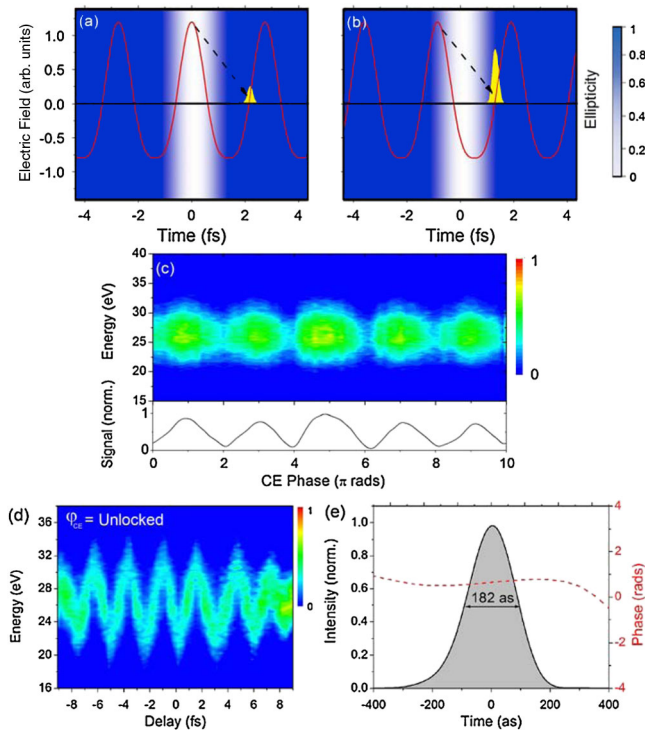 (a)
(b)
Electric Field (arb. units)
1.0
0.5
0.0
-0.5
-1.0
-4 -2 0 2 4
Time (fs)
-4 -2 0 2 4
Time (fs)
1
0.8
0.6
0.4
0.2
0
Ellipticity
(c)
Energy (eV)
40
35
30
25
20
15
1
0
Signal (norm.)
1
0
0 2 4 6 8 10
CE Phase (π rads)
(d)
φCE = Unlocked
Energy (eV)
36
32
28
24
20
16
1
0
-8 -6 -4 -2 0 2 4 6 8
Delay (fs)
(e)
Intensity (norm.)
1.0
0.8
0.6
0.4
0.2
0.0
182 as
4
2
0
-2
-4
Phase (rads)
-400 -200 0 200 400
Time (as)